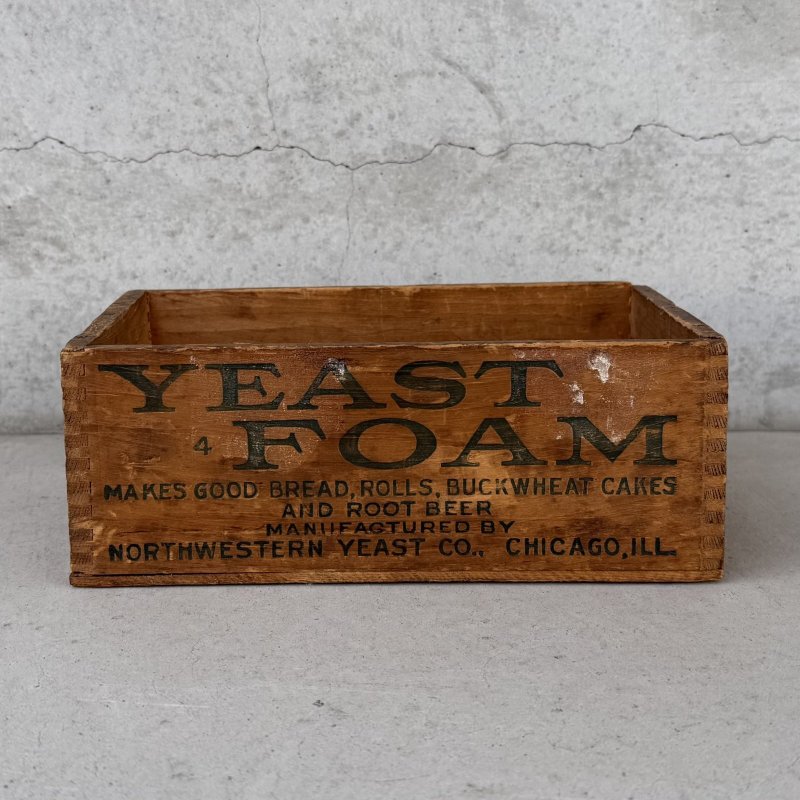 YEAST
4 FOAM
MAKES GOOD BREAD, ROLLS, BUCKWHEAT CAKES
AND ROOT BEER
MANUFACTURED BY
NORTHWESTERN YEAST CO., CHICAGO, ILL.